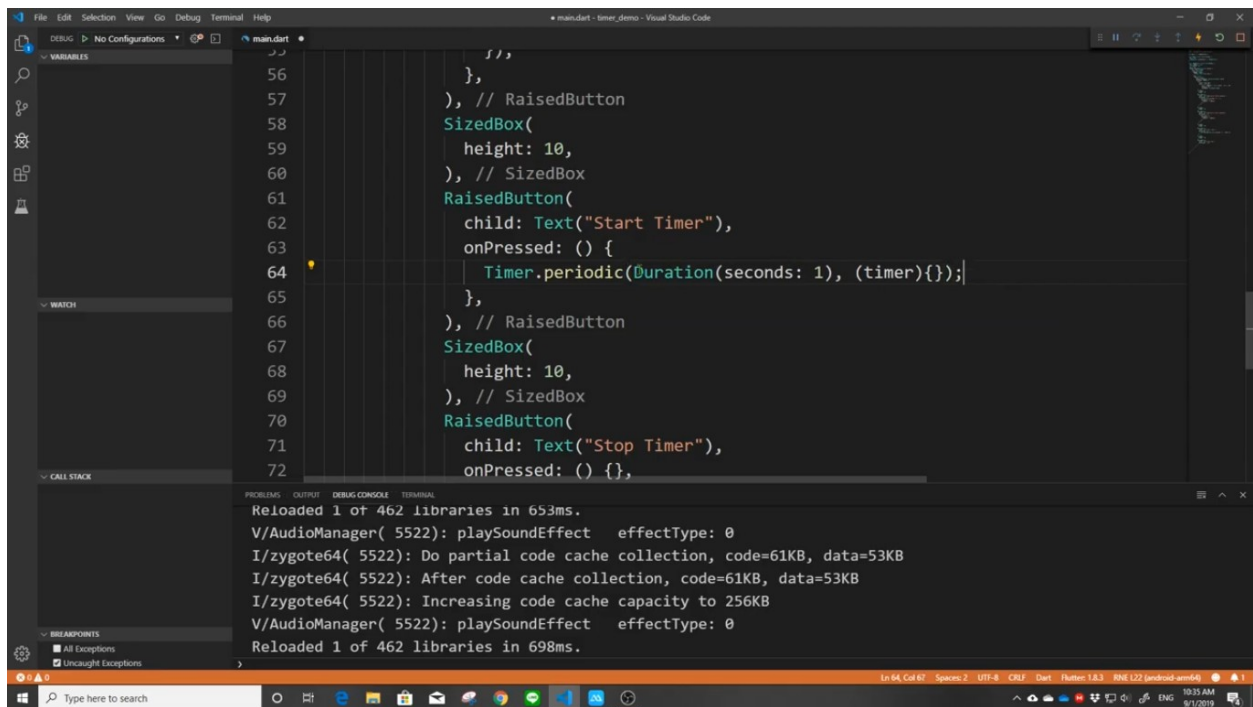 File Edit Selection View Go Debug Terminal Help
● main.dart - timer_demo - Visual Studio Code
DEBUG No Configurations
main.dart ●
VARIABLES
55 }),
56 },
57 ), // RaisedButton
58 SizedBox(
59 height: 10,
60 ), // SizedBox
61 RaisedButton(
62 child: Text("Start Timer"),
63 onPressed: () {
64 Timer.periodic(Duration(seconds: 1), (timer){});
65 },
66 ), // RaisedButton
67 SizedBox(
68 height: 10,
69 ), // SizedBox
70 RaisedButton(
71 child: Text("Stop Timer"),
72 onPressed: () {},
WATCH
CALL STACK
PROBLEMS OUTPUT DEBUG CONSOLE TERMINAL
Reloaded 1 of 462 libraries in 653ms.
V/AudioManager( 5522): playSoundEffect effectType: 0
I/zygote64( 5522): Do partial code cache collection, code=61KB, data=53KB
I/zygote64( 5522): After code cache collection, code=61KB, data=53KB
I/zygote64( 5522): Increasing code cache capacity to 256KB
V/AudioManager( 5522): playSoundEffect effectType: 0
Reloaded 1 of 462 libraries in 698ms.
BREAKPOINTS
All Exceptions
Uncaught Exceptions
0 0
Ln 64, Col 67 Spaces: 2 UTF-8 CRLF Dart Flutter: 1.8.3 RNE L22 (android-arm64) 1
Type here to search
ENG 10:35 AM
9/1/2019